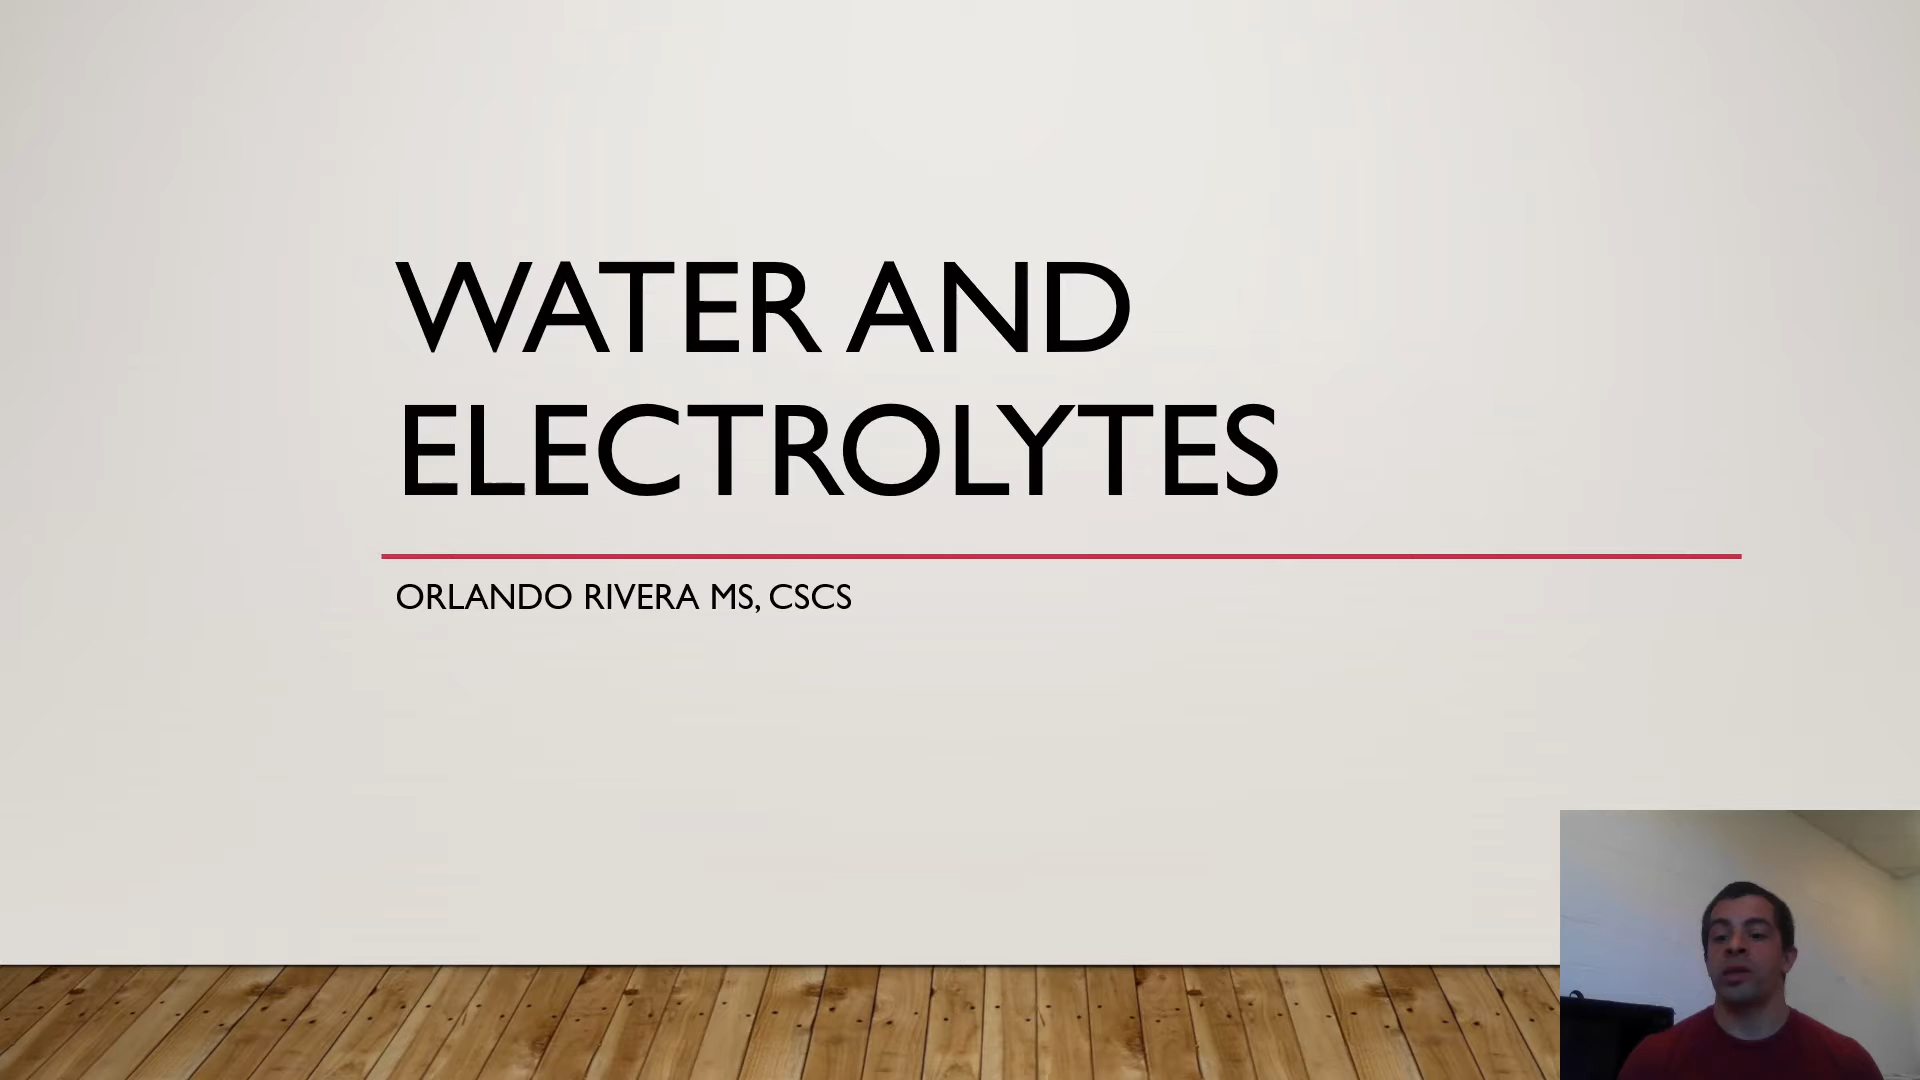 WATER AND
ELECTROLYTES
ORLANDO RIVERA MS, CSCS